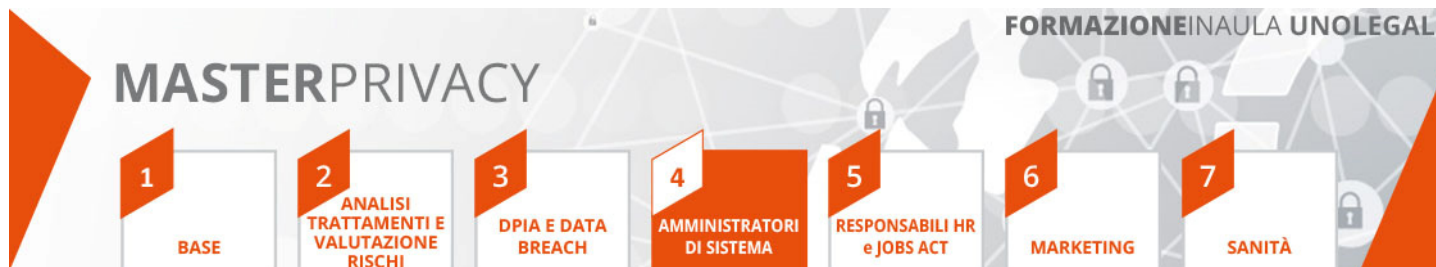 FORMAZIONEINAULA UNOLEGAL
MASTERPRIVACY
1
BASE
2
ANALISI
TRATTAMENTI E
VALUTAZIONE
RISCHI
3
DPIA E DATA
BREACH
4
AMMINISTRATORI
DI SISTEMA
5
RESPONSABILI HR
e JOBS ACT
6
MARKETING
7
SANITÀ